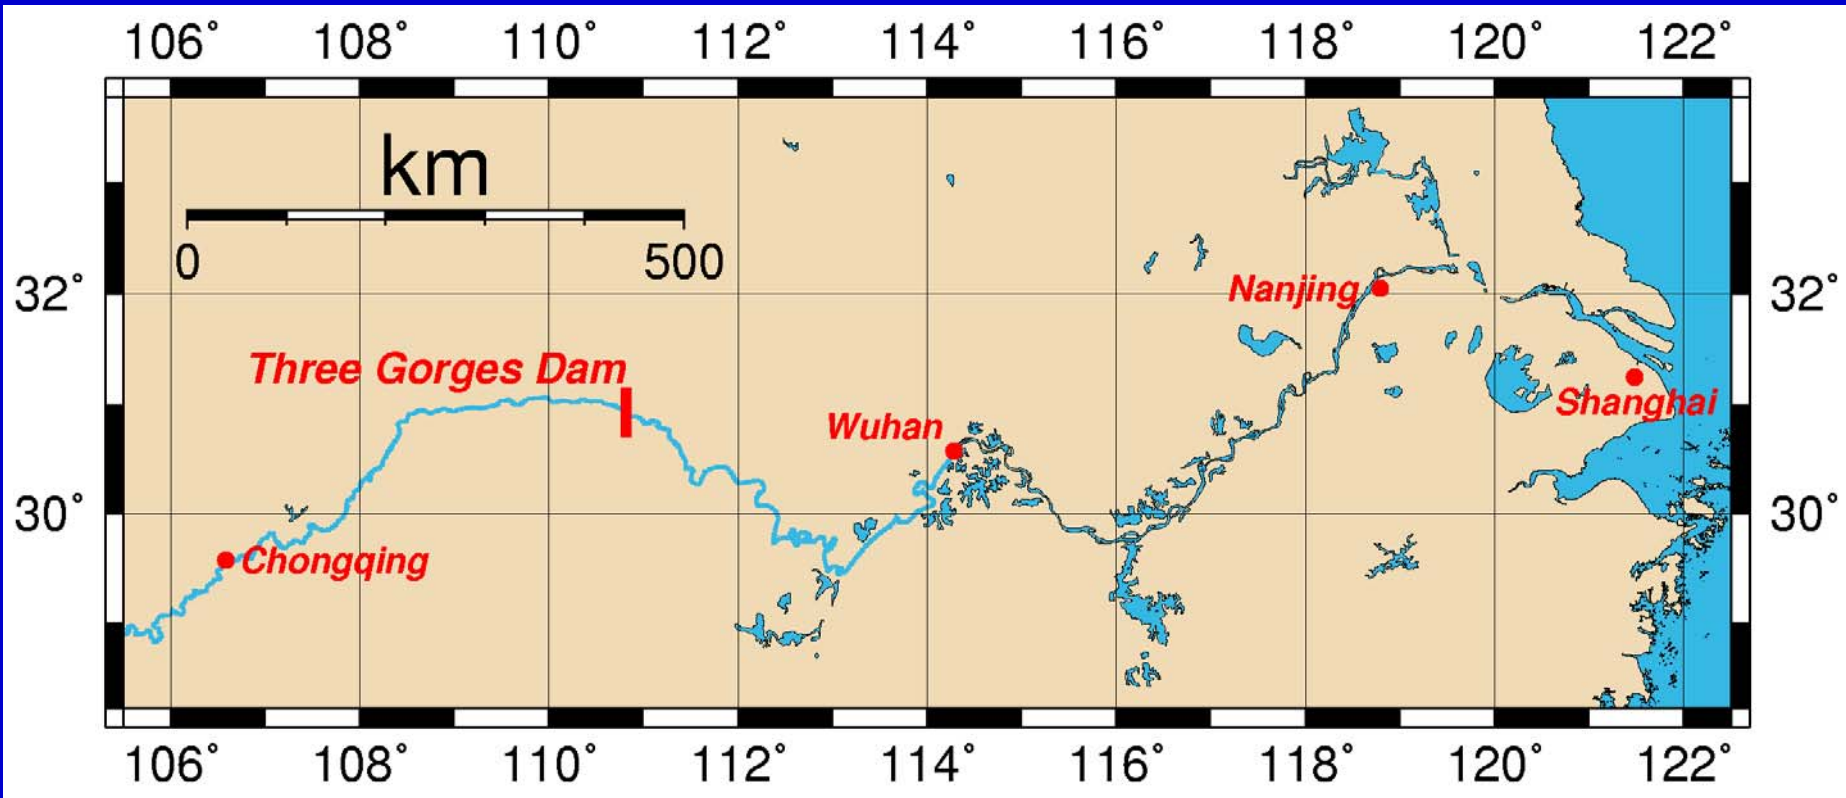 106° 108° 110° 112° 114° 116° 118° 120° 122°
km
0 500
32° Nanjing 32°
Three Gorges Dam
Shanghai
Wuhan
30° 30°
Chongqing
106° 108° 110° 112° 114° 116° 118° 120° 122°